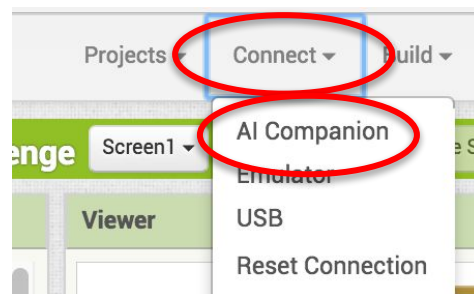 Projects Connect Build
enge Screen1 AI Companion e S
Emulator
Viewer USB
Reset Connection